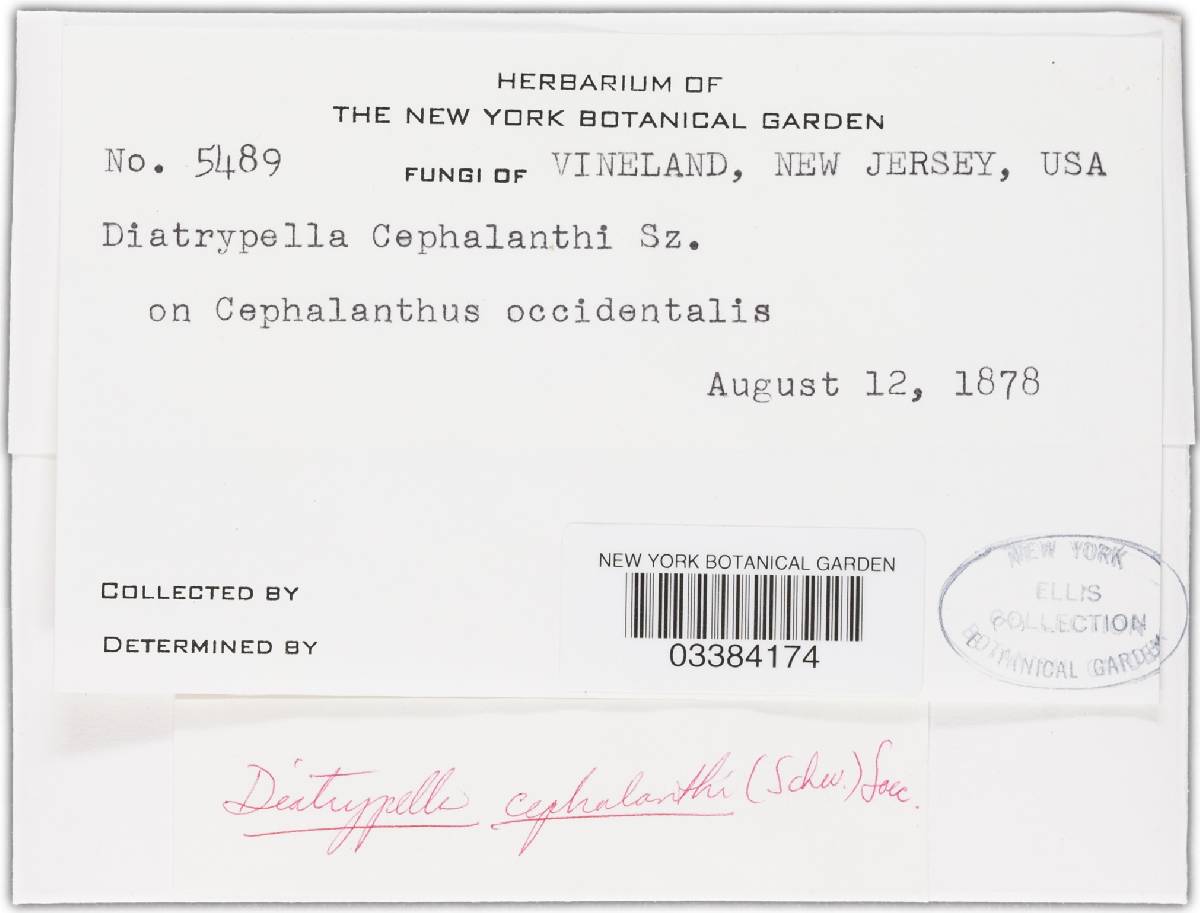 HERBARIUM OF
THE NEW YORK BOTANICAL GARDEN
No. 5489 FUNGI OF VINELAND, NEW JERSEY, USA
Diatrypella Cephalanthi Sz.
on Cephalanthus occidentalis
August 12, 1878
COLLECTED BY
DETERMINED BY
NEW YORK BOTANICAL GARDEN
03384174
NEW YORK
ELLIS
COLLECTION
BOTANICAL GARDEN
Diatrypella cephalanthi (Schw.) Sacc.